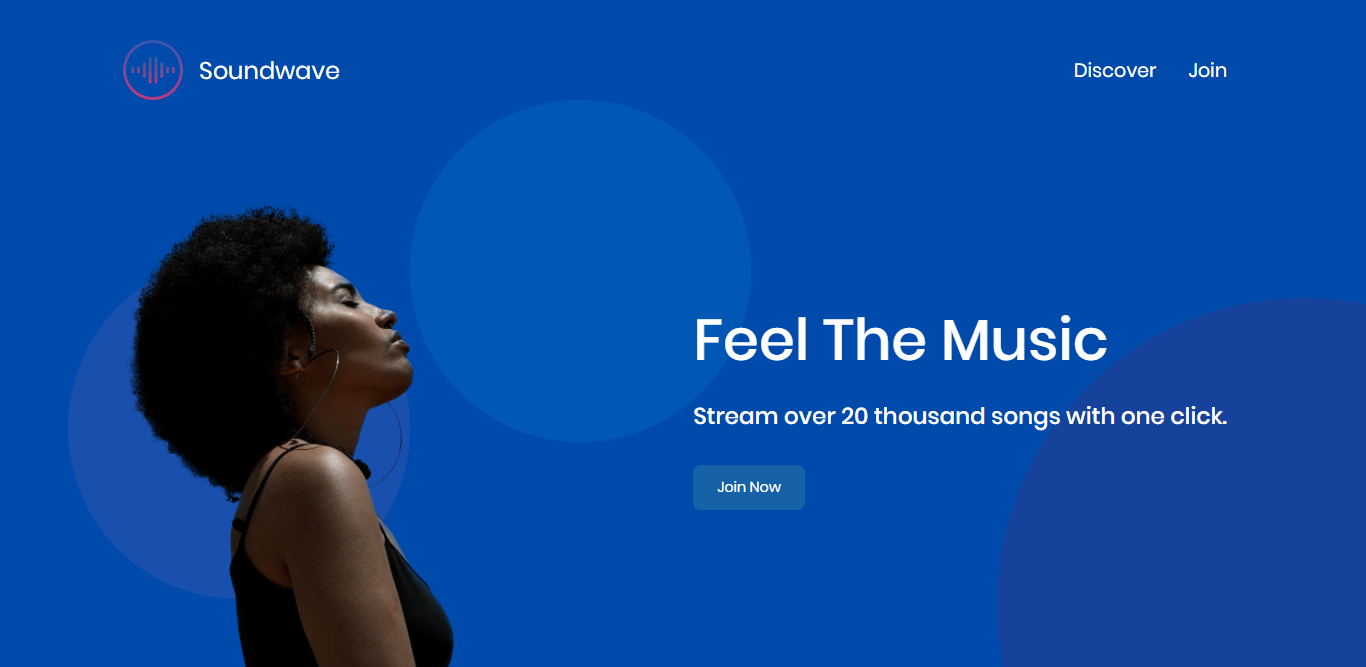 Soundwave
Discover
Join
Feel The Music
Stream over 20 thousand songs with one click.
Join Now